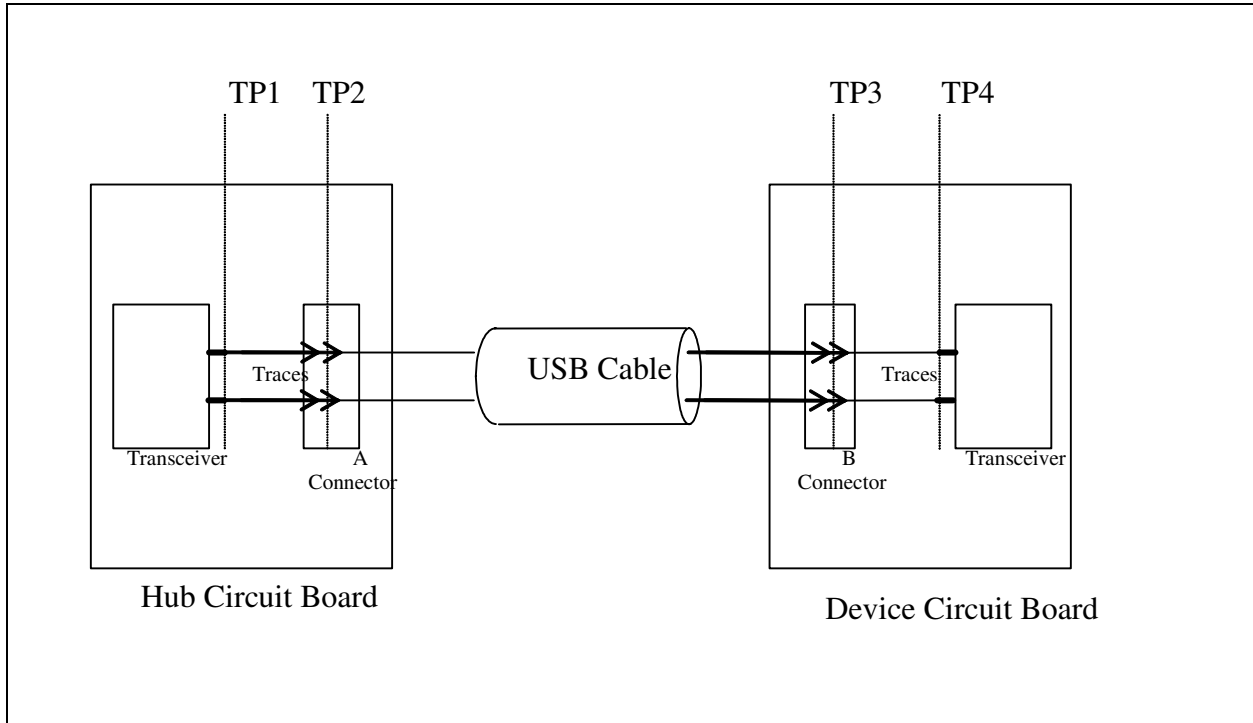 TP1 TP2 TP3 TP4
USB Cable
Traces Traces
Transceiver A B Transceiver
Connector Connector
Hub Circuit Board
Device Circuit Board